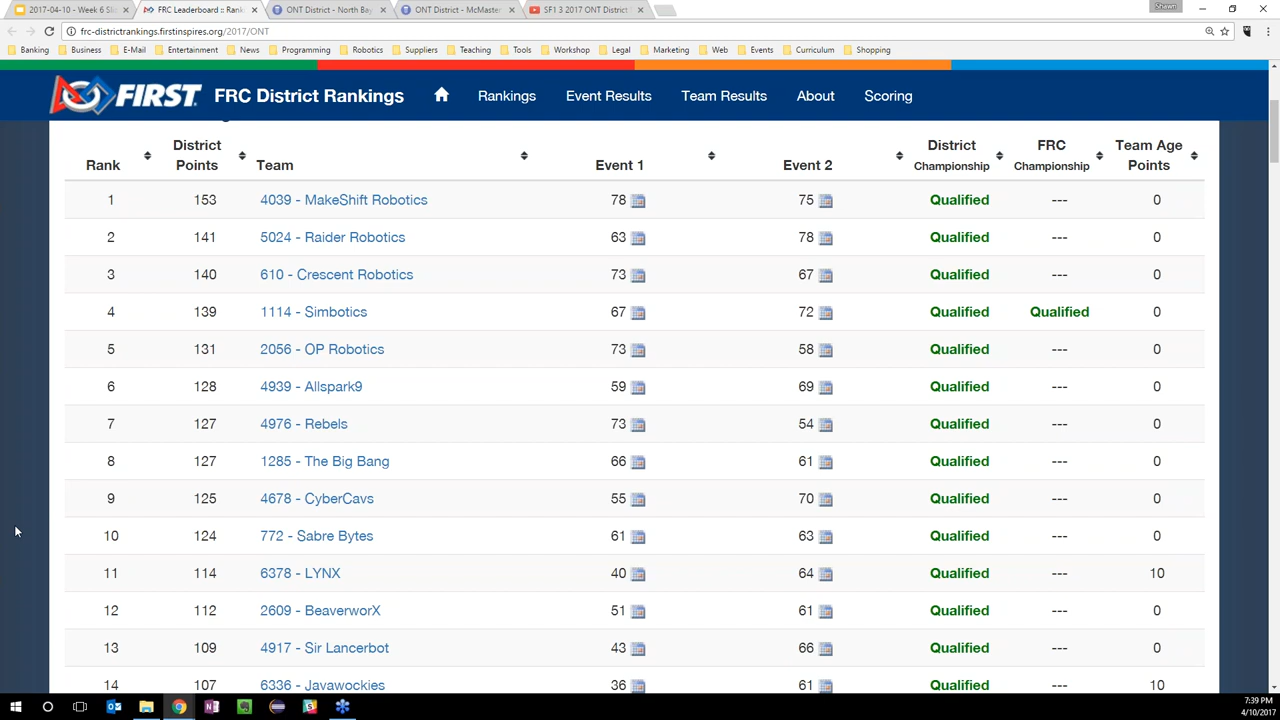 2017-04-10 - Week 6 Sli
FRC Leaderboard :: Rank
ONT District - North Bay
ONT District - McMaster
SF1 3 2017 ONT District
Shawn
frc-districtrankings.firstinspires.org/2017/ONT
Banking Business E-Mail Entertainment News Programming Robotics Suppliers Teaching Tools Workshop Legal Marketing Web Events Curriculum Shopping
FIRST FRC District Rankings Rankings Event Results Team Results About Scoring
Rank District Points Team Event 1 Event 2 District Championship FRC Championship Team Age Points
1 153 4039 - MakeShift Robotics 78 75 Qualified --- 0
2 141 5024 - Raider Robotics 63 78 Qualified --- 0
3 140 610 - Crescent Robotics 73 67 Qualified --- 0
4 139 1114 - Simbotics 67 72 Qualified Qualified 0
5 131 2056 - OP Robotics 73 58 Qualified --- 0
6 128 4939 - Allspark9 59 69 Qualified --- 0
7 127 4976 - Rebels 73 54 Qualified --- 0
8 127 1285 - The Big Bang 66 61 Qualified --- 0
9 125 4678 - CyberCavs 55 70 Qualified --- 0
10 124 772 - Sabre Bytes 61 63 Qualified --- 0
11 114 6378 - LYNX 40 64 Qualified --- 10
12 112 2609 - BeaverworX 51 61 Qualified --- 0
13 109 4917 - Sir Lancerbot 43 66 Qualified --- 0
14 107 6336 - Javawockies 36 61 Qualified --- 10
7:39 PM
4/10/2017